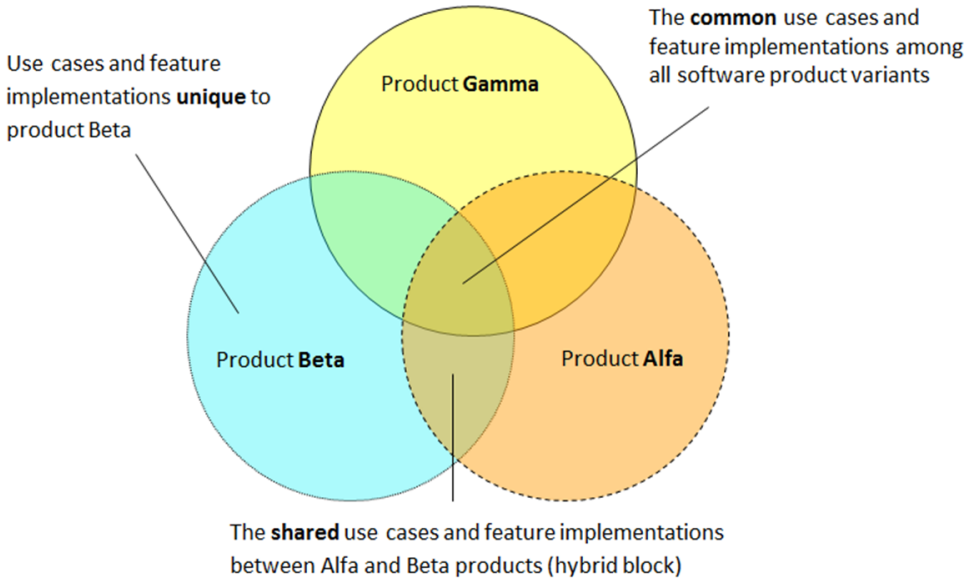 The common use cases and
feature implementations among
all software product variants
Use cases and feature
implementations unique to
product Beta
Product Gamma
Product Beta
Product Alfa
The shared use cases and feature implementations
between Alfa and Beta products (hybrid block)